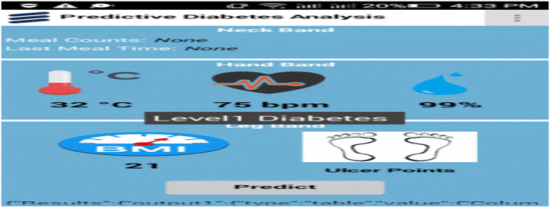 20% 4:33 PM
Predictive Diabetes Analysis
Neck Band
Meal Counts: None
Last Meal Time: None
Hand Band
°C
32 °C 75 bpm 99%
Level1 Diabetes
Leg Band
BMI
21 Ulcer Points
Predict
{"Results":{"output1":{"type":"table","value":{"Colum